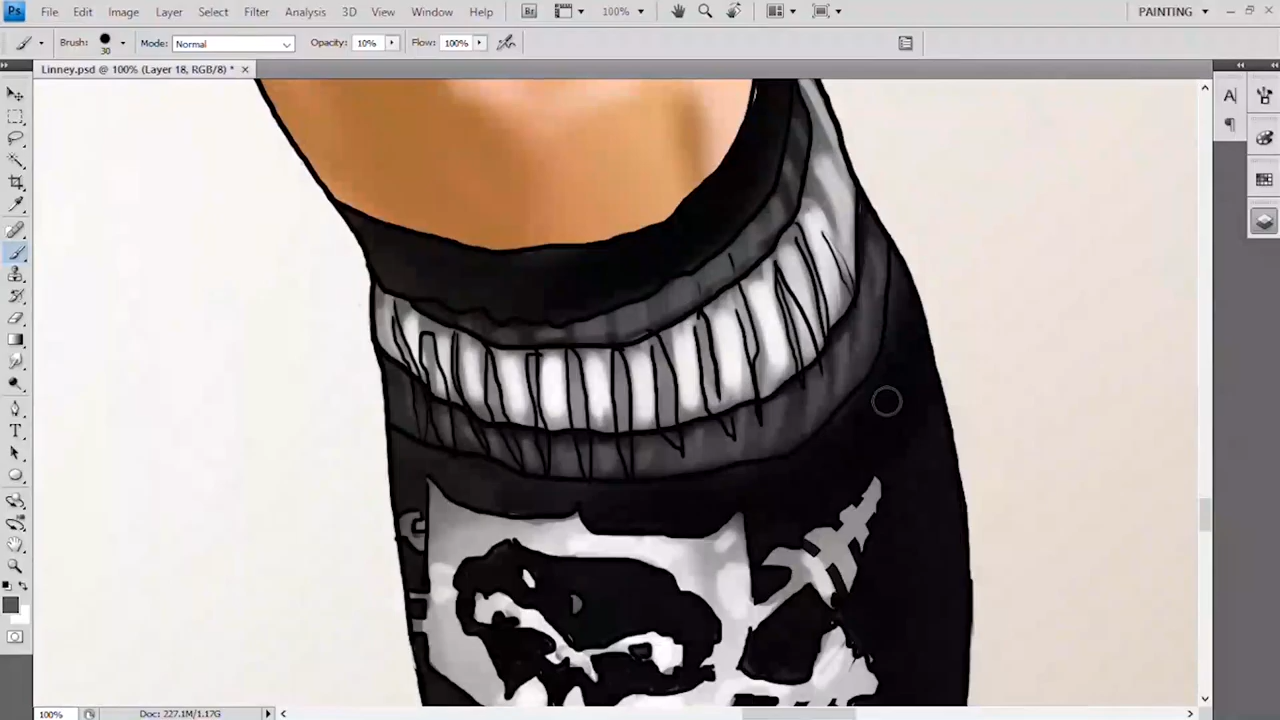 Ps File Edit Image Layer Select Filter Analysis 3D View Window Help Br 100% PAINTING
Brush: 30 Mode: Normal Opacity: 10% Flow: 100%
Linney.psd @ 100% (Layer 18, RGB/8) *
A
T
100% Doc: 227.1M/1.17G